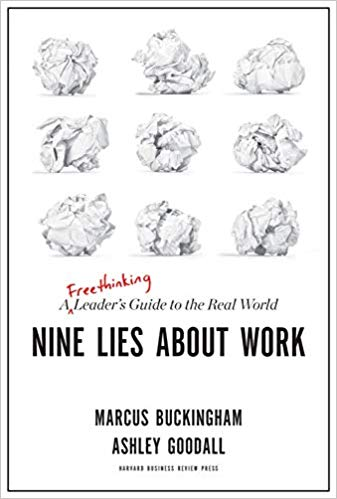 Freethinking
A Leader's Guide to the Real World
NINE LIES ABOUT WORK
MARCUS BUCKINGHAM
ASHLEY GOODALL
HARVARD BUSINESS REVIEW PRESS